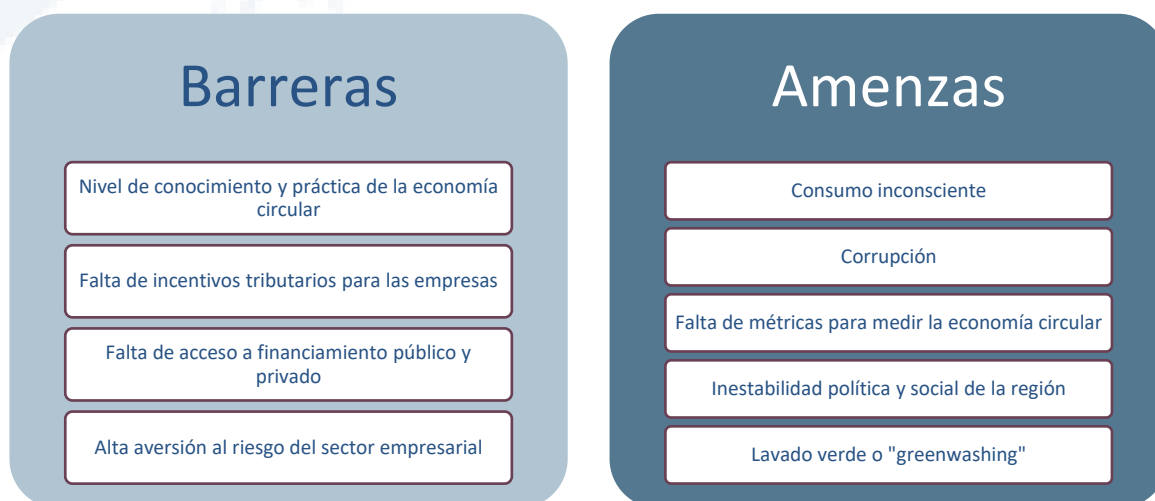 Barreras
Nivel de conocimiento y práctica de la economía
circular
Falta de incentivos tributarios para las empresas
Falta de acceso a financiamiento público y
privado
Alta aversión al riesgo del sector empresarial
Amenzas
Consumo inconsciente
Corrupción
Falta de métricas para medir la economía circular
Inestabilidad política y social de la región
Lavado verde o "greenwashing"